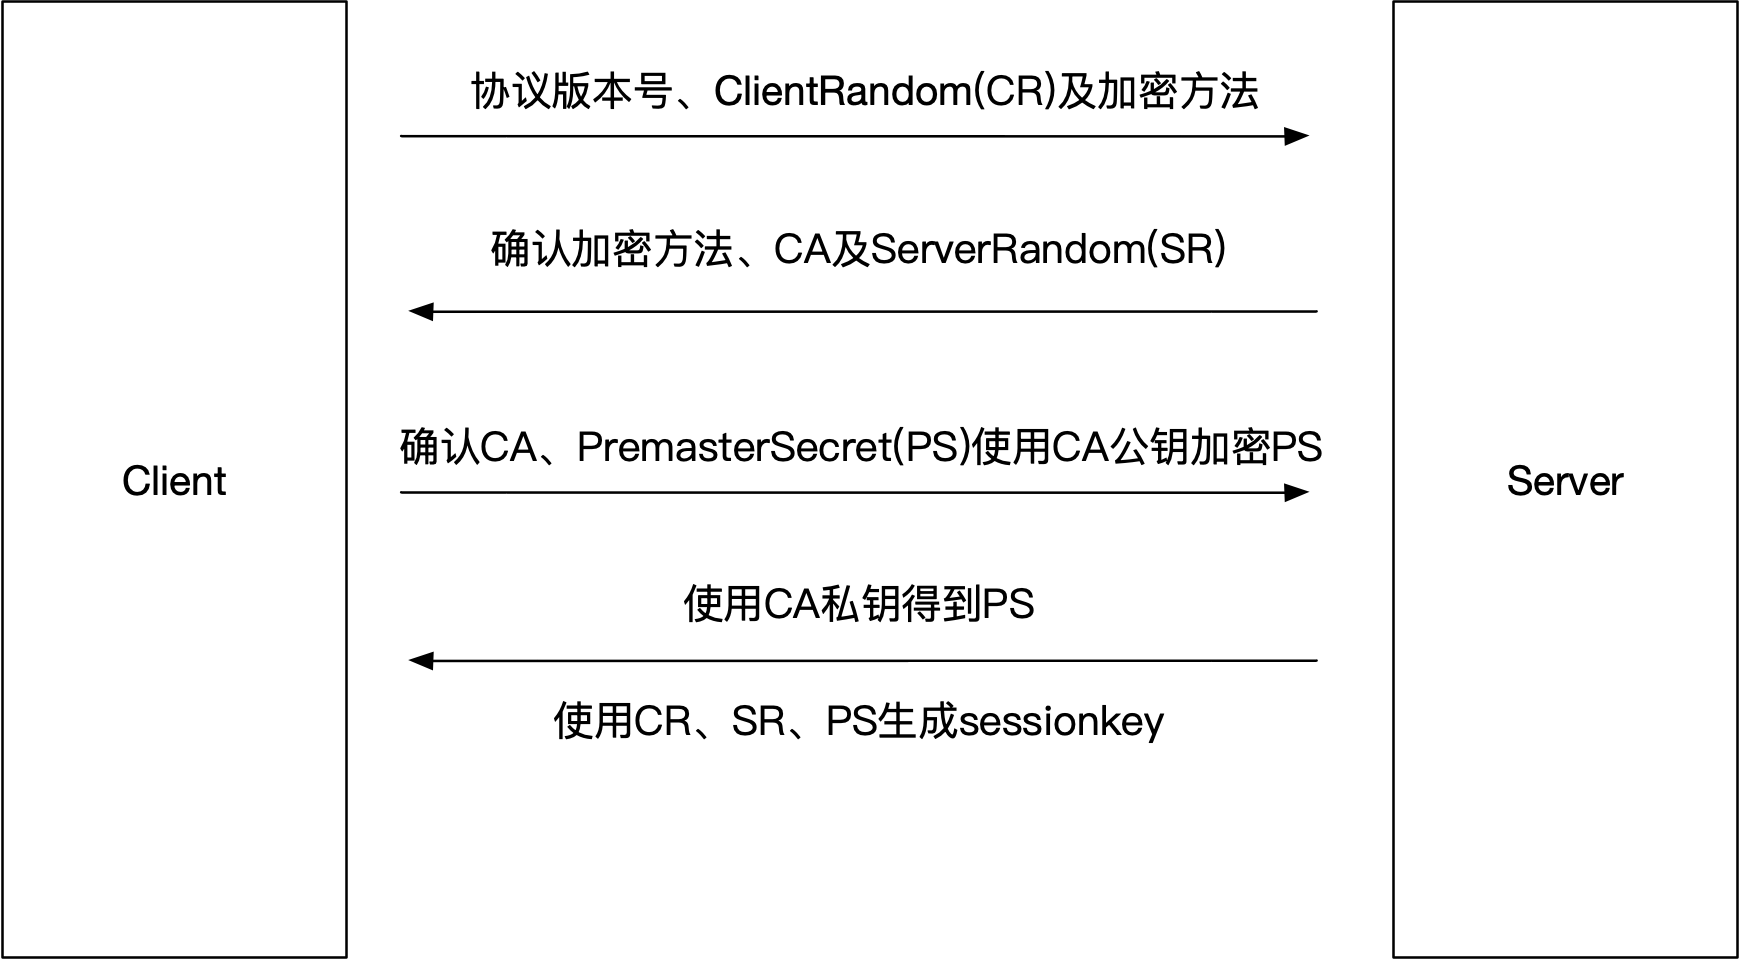 协议版本号、ClientRandom(CR)及加密方法
确认加密方法、CA及ServerRandom(SR)
确认CA、PremasterSecret(PS)使用CA公钥加密PS
Client
Server
使用CA私钥得到PS
使用CR、SR、PS生成sessionkey